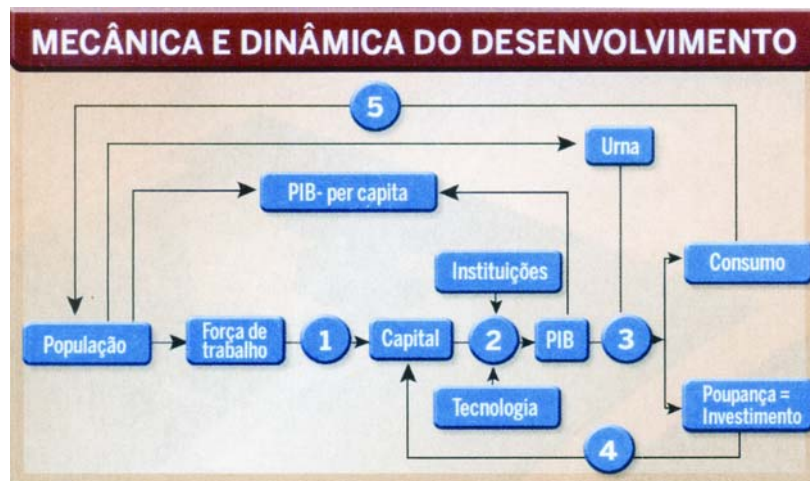 MECÂNICA E DINÂMICA DO DESENVOLVIMENTO
5
Urna
PIB- per capita
Instituições
Consumo
População
Força de
trabalho
1
Capital
2
PIB
3
Tecnologia
Poupança =
Investimento
4